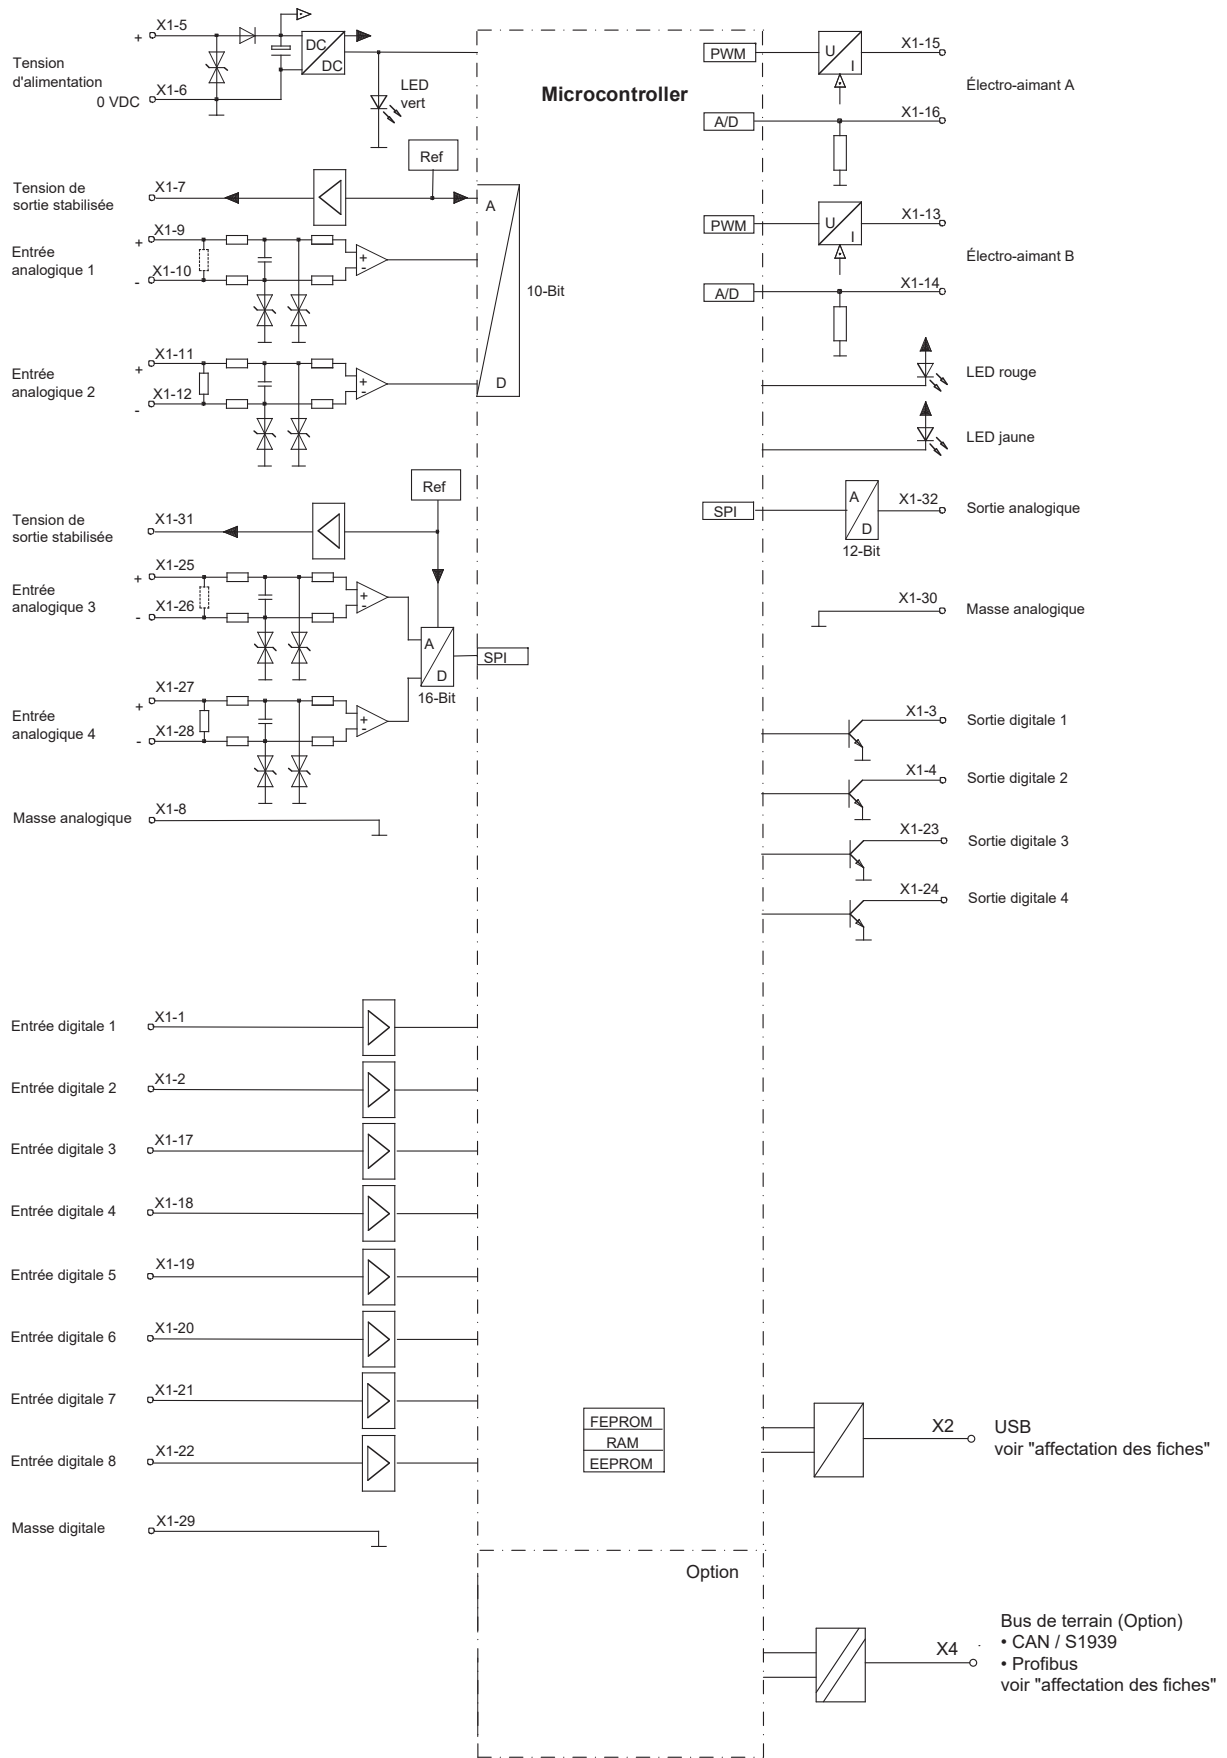 X1-5
+
Tension
d'alimentation
X1-6
0 VDC
DC
DC
LED
vert
Ref
Tension de
sortie stabilisée
X1-7
A
X1-9
+
Entrée
analogique 1
X1-10
-
+
-
10-Bit
X1-11
+
Entrée
analogique 2
X1-12
-
+
-
D
Ref
Tension de
sortie stabilisée
X1-31
X1-25
+
Entrée
analogique 3
X1-26
-
+
-
A
D
16-Bit
SPI
X1-27
+
Entrée
analogique 4
X1-28
-
+
-
Masse analogique
X1-8
Entrée digitale 1
X1-1
Entrée digitale 2
X1-2
Entrée digitale 3
X1-17
Entrée digitale 4
X1-18
Entrée digitale 5
X1-19
Entrée digitale 6
X1-20
Entrée digitale 7
X1-21
Entrée digitale 8
X1-22
Masse digitale
X1-29
Microcontroller
FEPROM
RAM
EEPROM
Option
PWM
U
I
X1-15
Électro-aimant A
A/D
X1-16
PWM
U
I
X1-13
Électro-aimant B
A/D
X1-14
LED rouge
LED jaune
SPI
A
D
12-Bit
X1-32
Sortie analogique
X1-30
Masse analogique
X1-3
Sortie digitale 1
X1-4
Sortie digitale 2
X1-23
Sortie digitale 3
X1-24
Sortie digitale 4
X2
USB
voir "affectation des fiches"
X4
Bus de terrain (Option)
• CAN / S1939
• Profibus
voir "affectation des fiches"